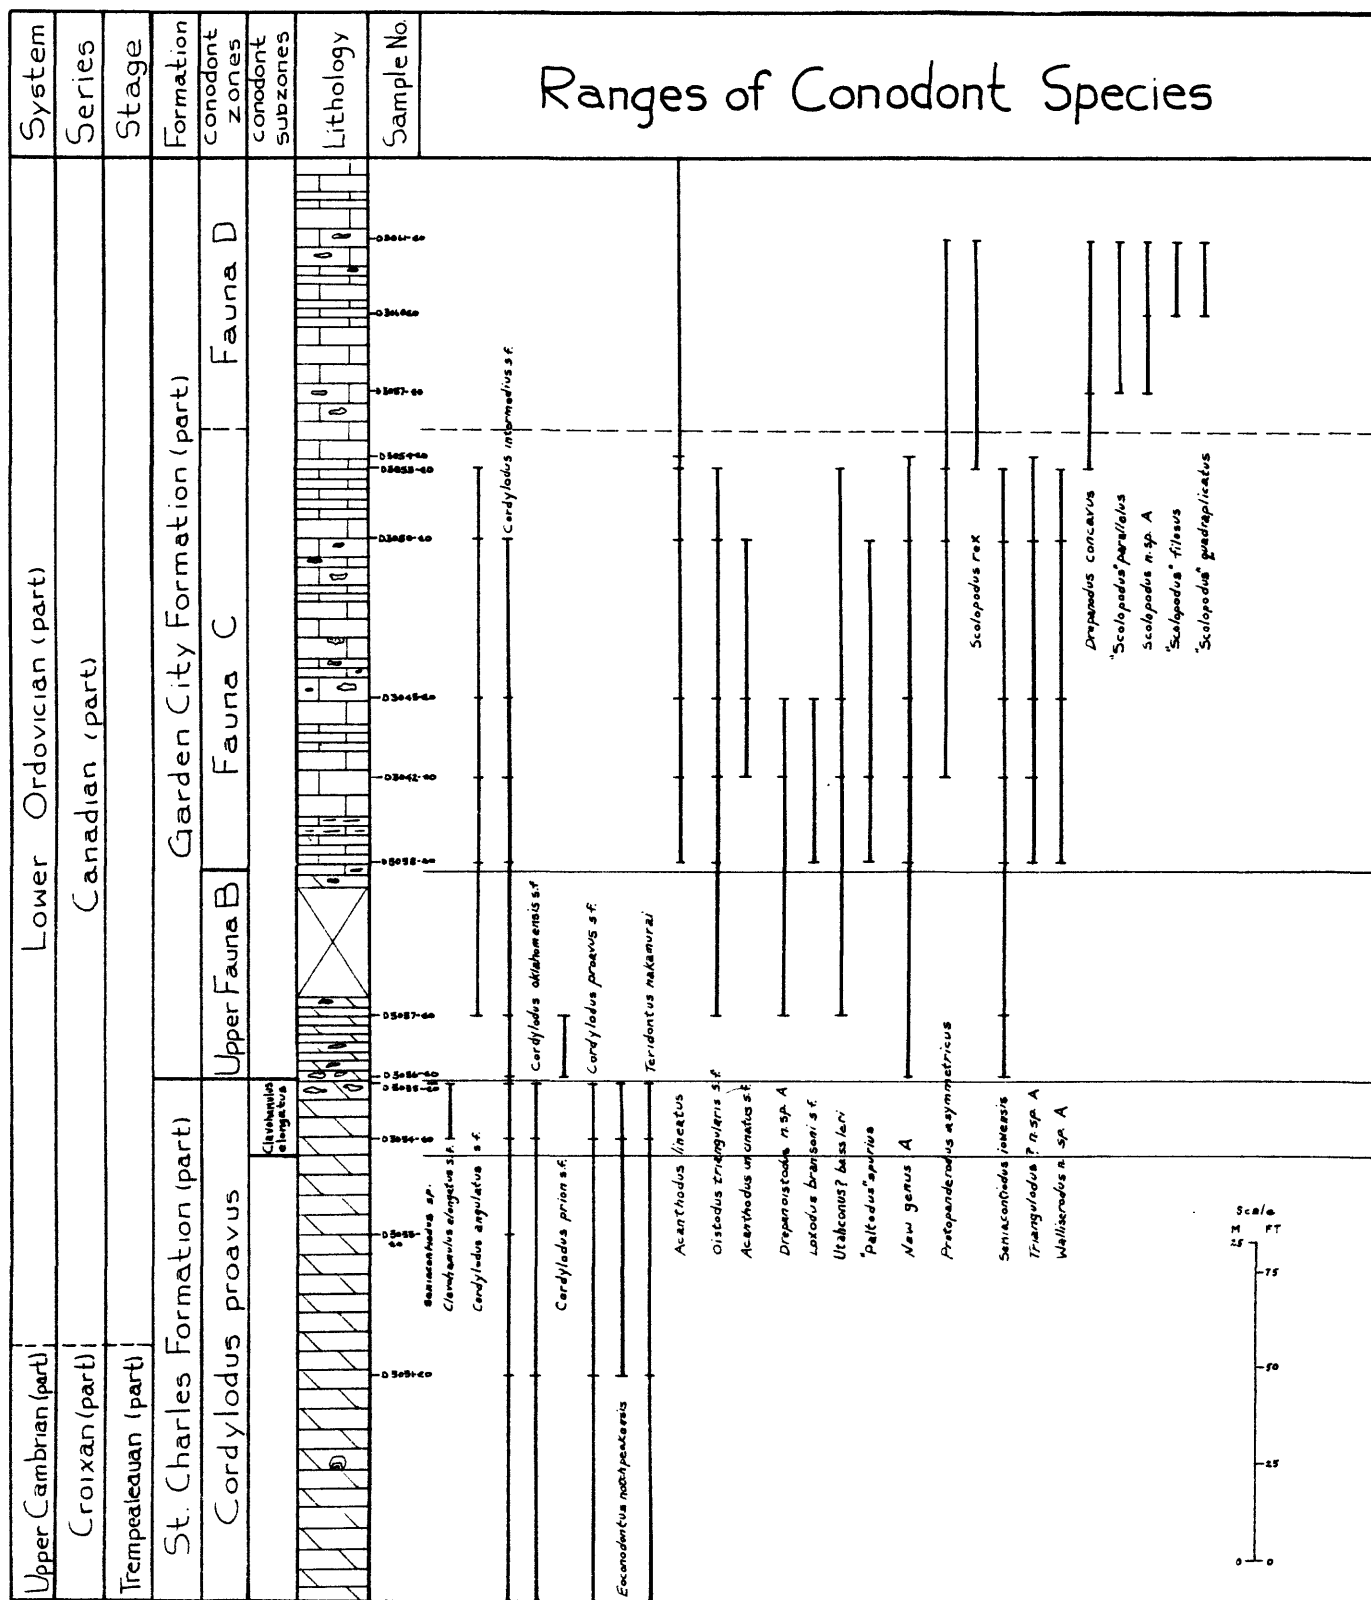 System
Series
Stage
Formation
Conodont
zones
Conodont
subzones
Lithology
Sample No.
Ranges of Conodont Species
Lower Ordovician (part)
Canadian (part)
Garden City Formation (part)
Fauna D
Fauna C
Upper Fauna B
Clavohamulus
elongatus
Upper Cambrian (part)
Croixan (part)
Trempealeauan (part)
St. Charles Formation (part)
Cordylodus proavus
Semiacontiodus sp.
Clavohamulus elongatus s.f.
Cordylodus angulatus s.f.
Cordylodus intermedius s.f.
Cordylodus oklahomensis s.f.
Cordylodus prion s.f.
Cordylodus proavus s.f.
Eoconodontus notchpeakensis
Teridontus nakamurai
Acanthodus lineatus
Oistodus triangularis s.f.
Acanthodus uncinatus s.f.
Drepanoistodus n. sp. A
Loxodus bransoni s.f.
Utahconus? bassleri
"Paltodus" spurius
New genus A
Protopanderodus asymmetricus
Scolopodus rex
Semiacontiodus iowensis
Triangulodus? n. sp. A
Walliserodus n. sp. A
Drepanodus concavus
"Scolopodus" parallelus
Scolopodus n. sp. A
"Scolopodus" filosus
"Scolopodus" quadraplicatus
Scale
M FT
25
75
50
25
0 0